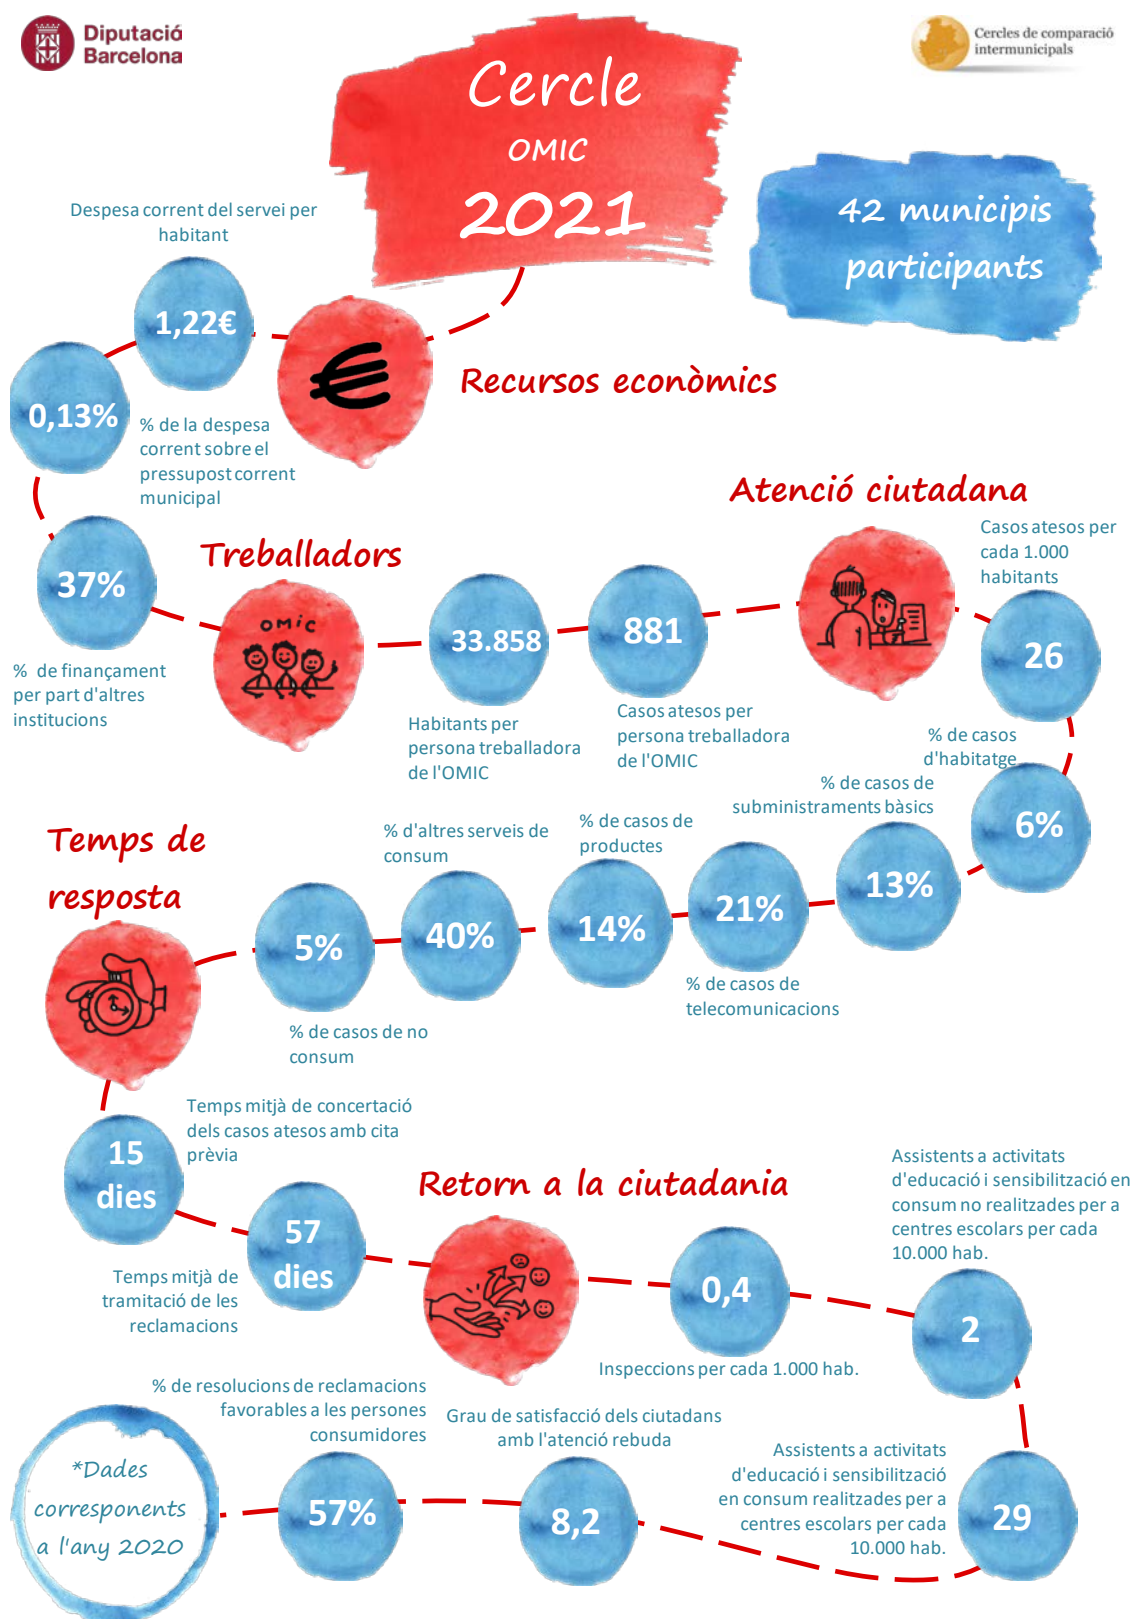 Diputació
Barcelona
Cercles de comparació
intermunicipals
Cercle
OMIC
2021
42 municipis
participants
Despesa corrent del servei per
habitant
1,22€
Recursos econòmics
0,13%
% de la despesa
corrent sobre el
pressupost corrent
municipal
37%
% de finançament
per part d'altres
institucions
Treballadors
OMIC
33.858
Habitants per
persona treballadora
de l'OMIC
881
Casos atesos per
persona treballadora
de l'OMIC
Atenció ciutadana
Casos atesos per
cada 1.000
habitants
26
% de casos
d'habitatge
6%
% de casos de
subministraments bàsics
13%
21%
% de casos de
telecomunicacions
% de casos de
productes
14%
% d'altres serveis de
consum
40%
5%
% de casos de no
consum
Temps de
resposta
15
dies
Temps mitjà de concertació
dels casos atesos amb cita
prèvia
57
dies
Temps mitjà de
tramitació de les
reclamacions
Retorn a la ciutadania
0,4
Inspeccions per cada 1.000 hab.
Assistents a activitats
d'educació i sensibilització en
consum no realitzades per a
centres escolars per cada
10.000 hab.
2
Assistents a activitats
d'educació i sensibilització
en consum realitzades per a
centres escolars per cada
10.000 hab.
29
Grau de satisfacció dels ciutadans
amb l'atenció rebuda
8,2
% de resolucions de reclamacions
favorables a les persones
consumidores
57%
*Dades
corresponents
a l'any 2020